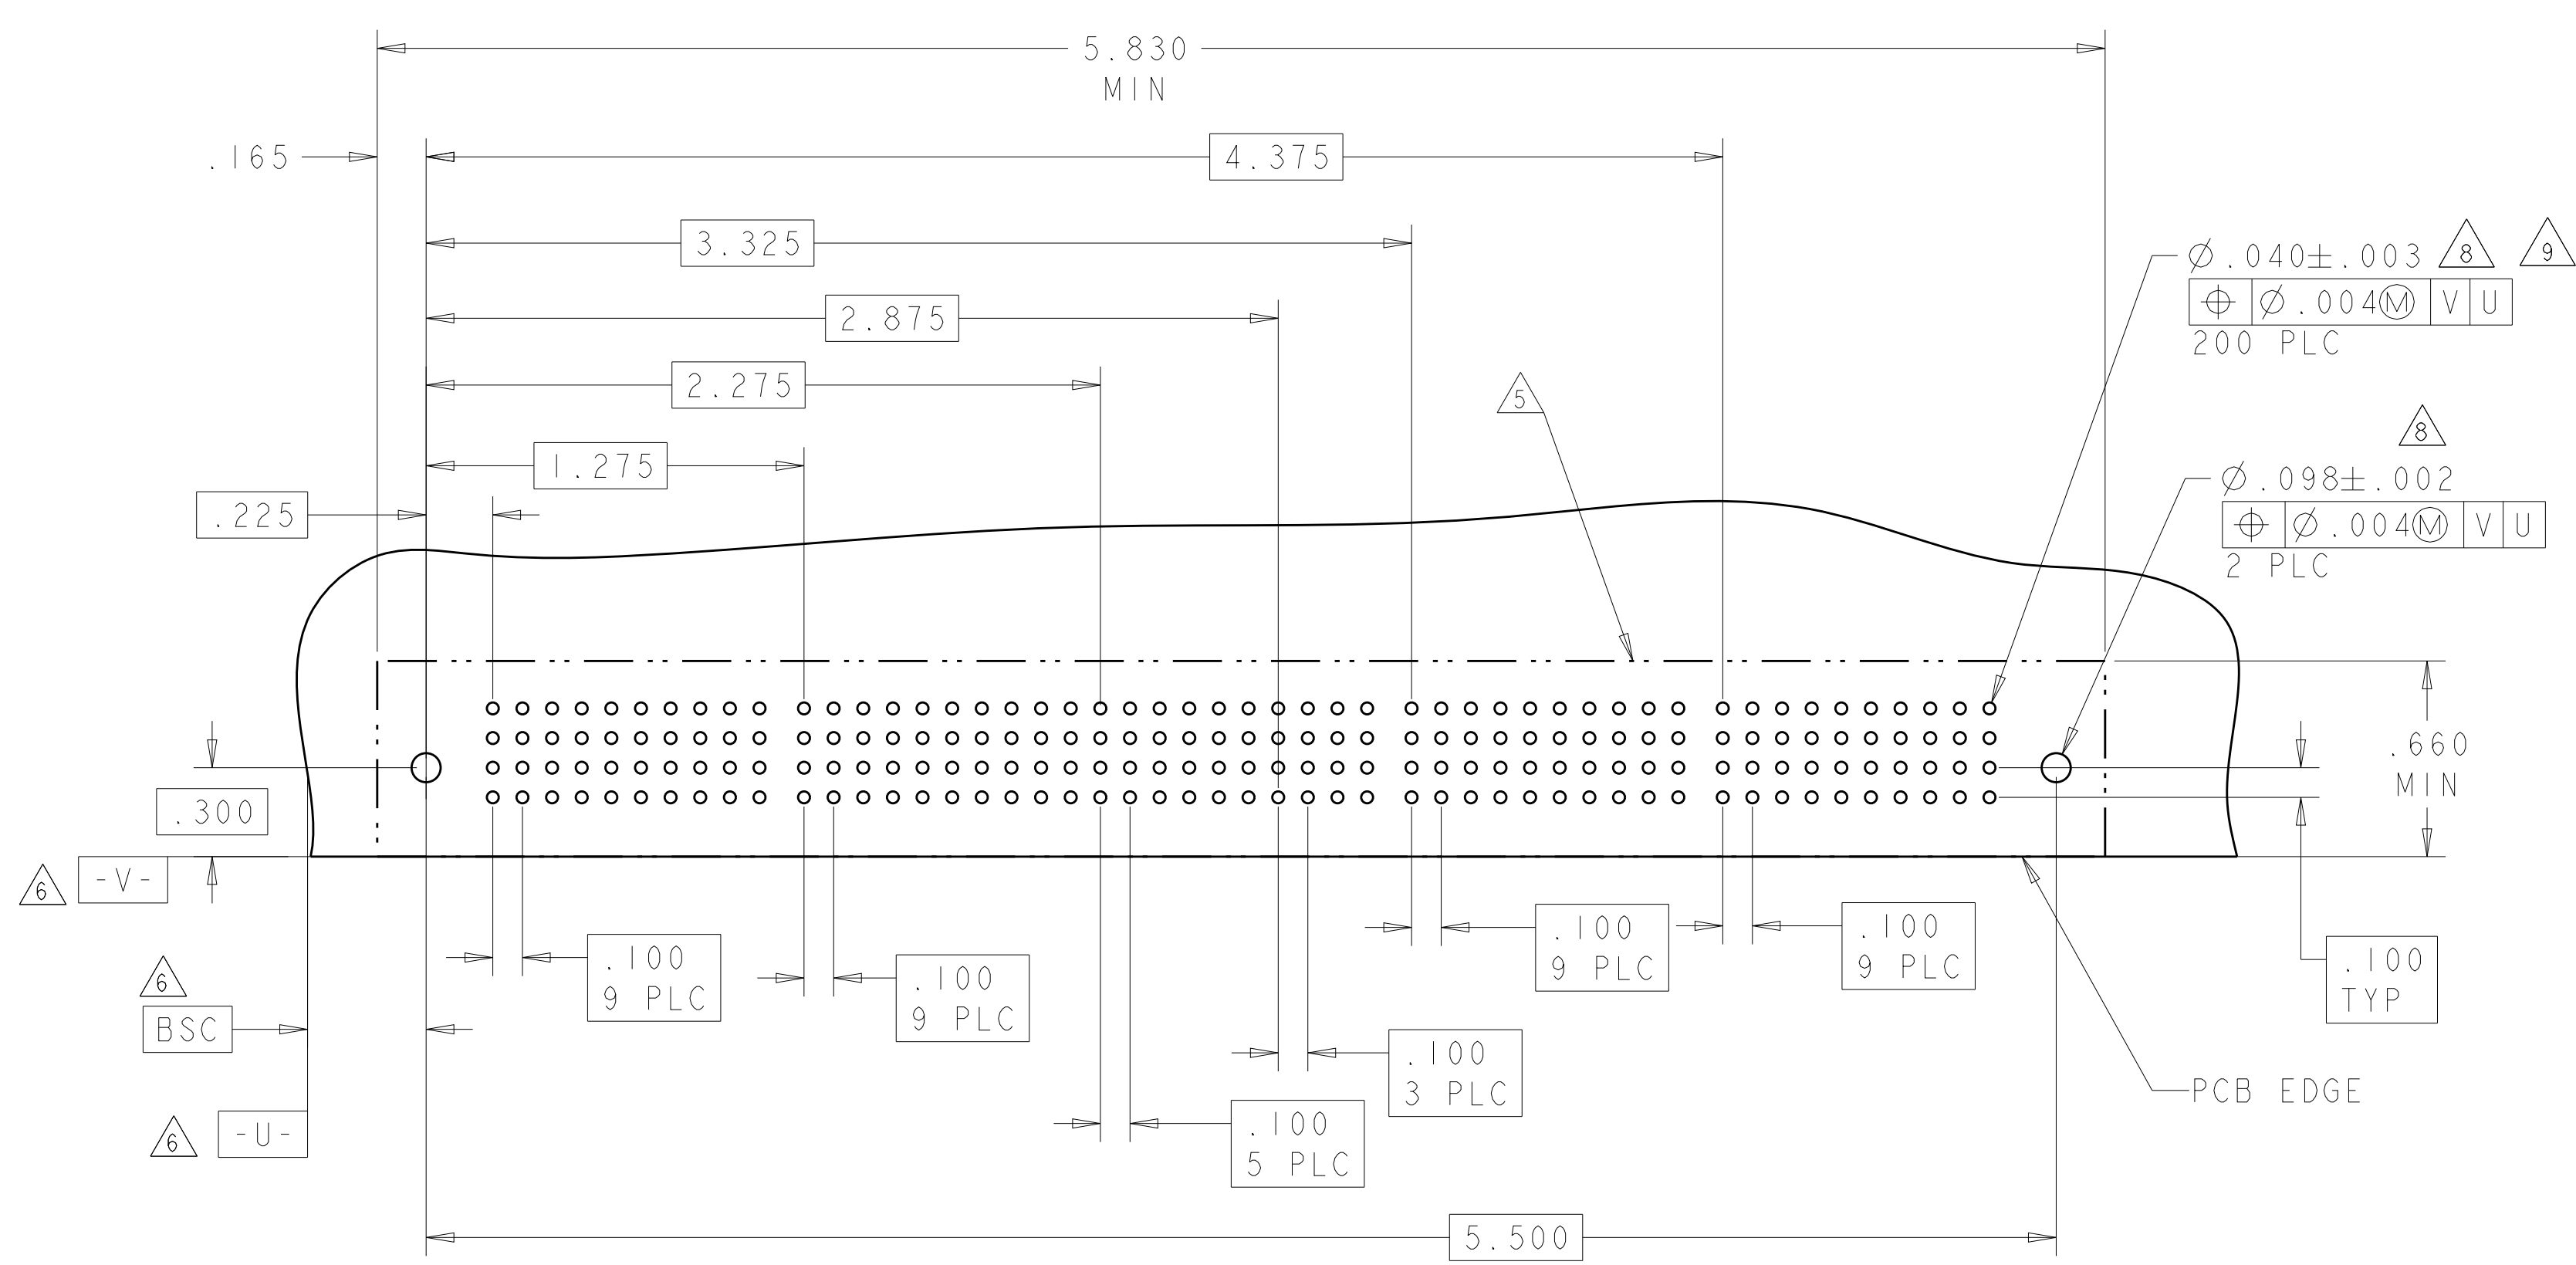 5.830
MIN
.165
4.375
3.325
Ø.040±.003 8 9
⌖ Ø.004Ⓜ V U
200 PLC
2.875
2.275
5
8
1.275
Ø.098±.002
⌖ Ø.004Ⓜ V U
2 PLC
.225
.660
MIN
.300
6 -V-
.100
9 PLC
.100
9 PLC
.100
9 PLC
.100
9 PLC
.100
TYP
6
BSC
.100
3 PLC
PCB EDGE
6 -U-
.100
5 PLC
5.500